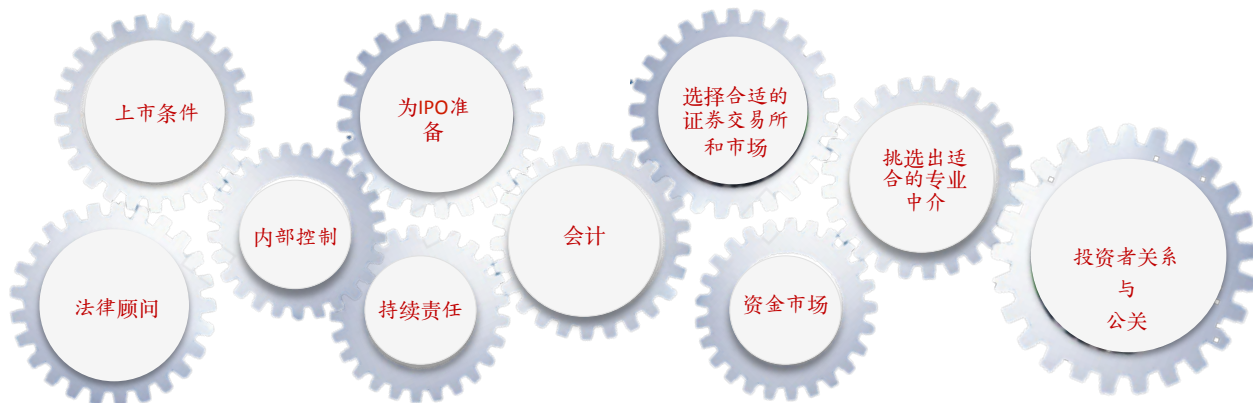 上市条件
为IPO准
备
选择合适的
证券交易所
和市场
挑选出适
合的专业
中介
内部控制
会计
投资者关系
与
公关
法律顾问
持续责任
资金市场